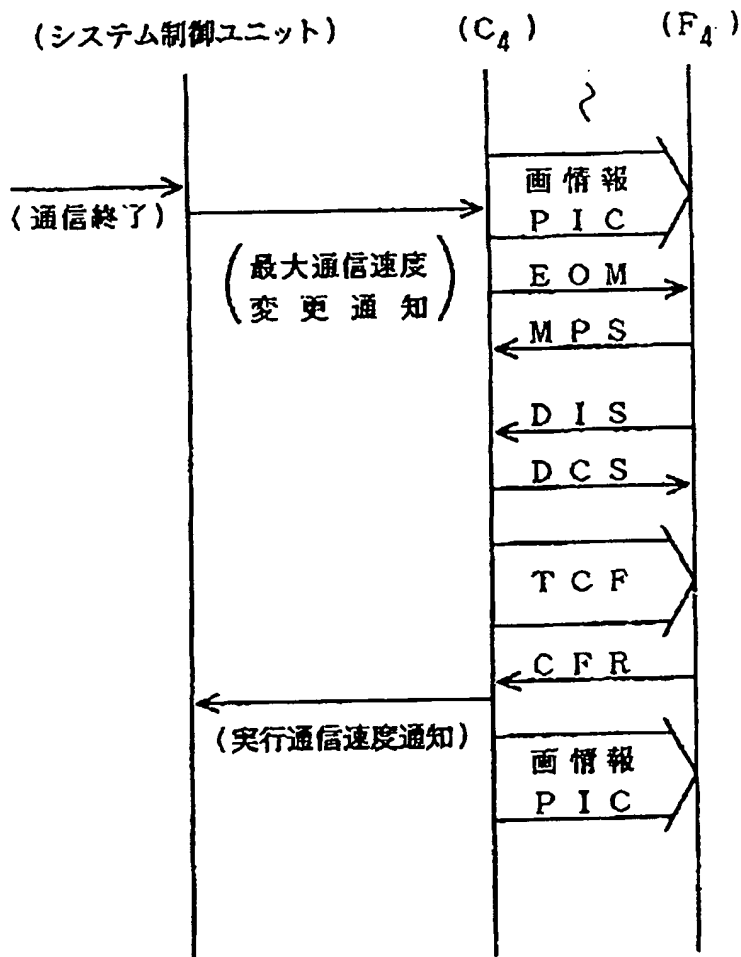 (システム制御ユニット) (C₄) (F₄)
画情報
PIC
(通信終了)
(最大通信速度
変更通知)
EOM
MPS
DIS
DCS
TCF
CFR
(実行通信速度通知)
画情報
PIC